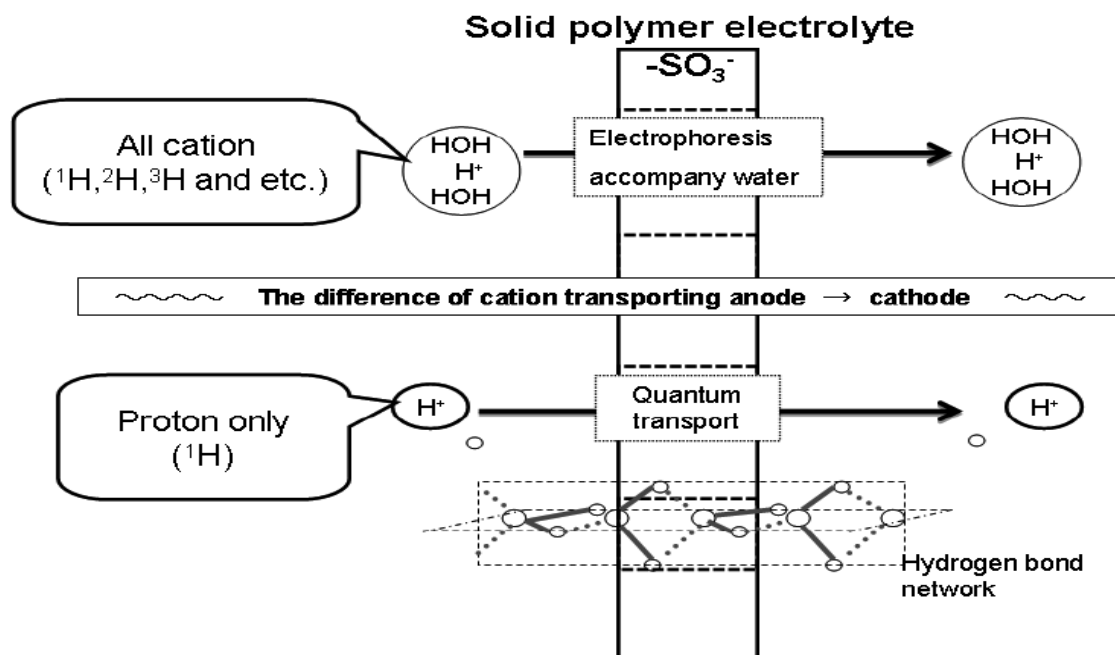 Solid polymer electrolyte
-SO₃⁻
All cation
(¹H,²H,³H and etc.)
HOH
H⁺
HOH
Electrophoresis
accompany water
HOH
H⁺
HOH
The difference of cation transporting anode → cathode
Proton only
(¹H)
H⁺
Quantum
transport
H⁺
Hydrogen bond
network